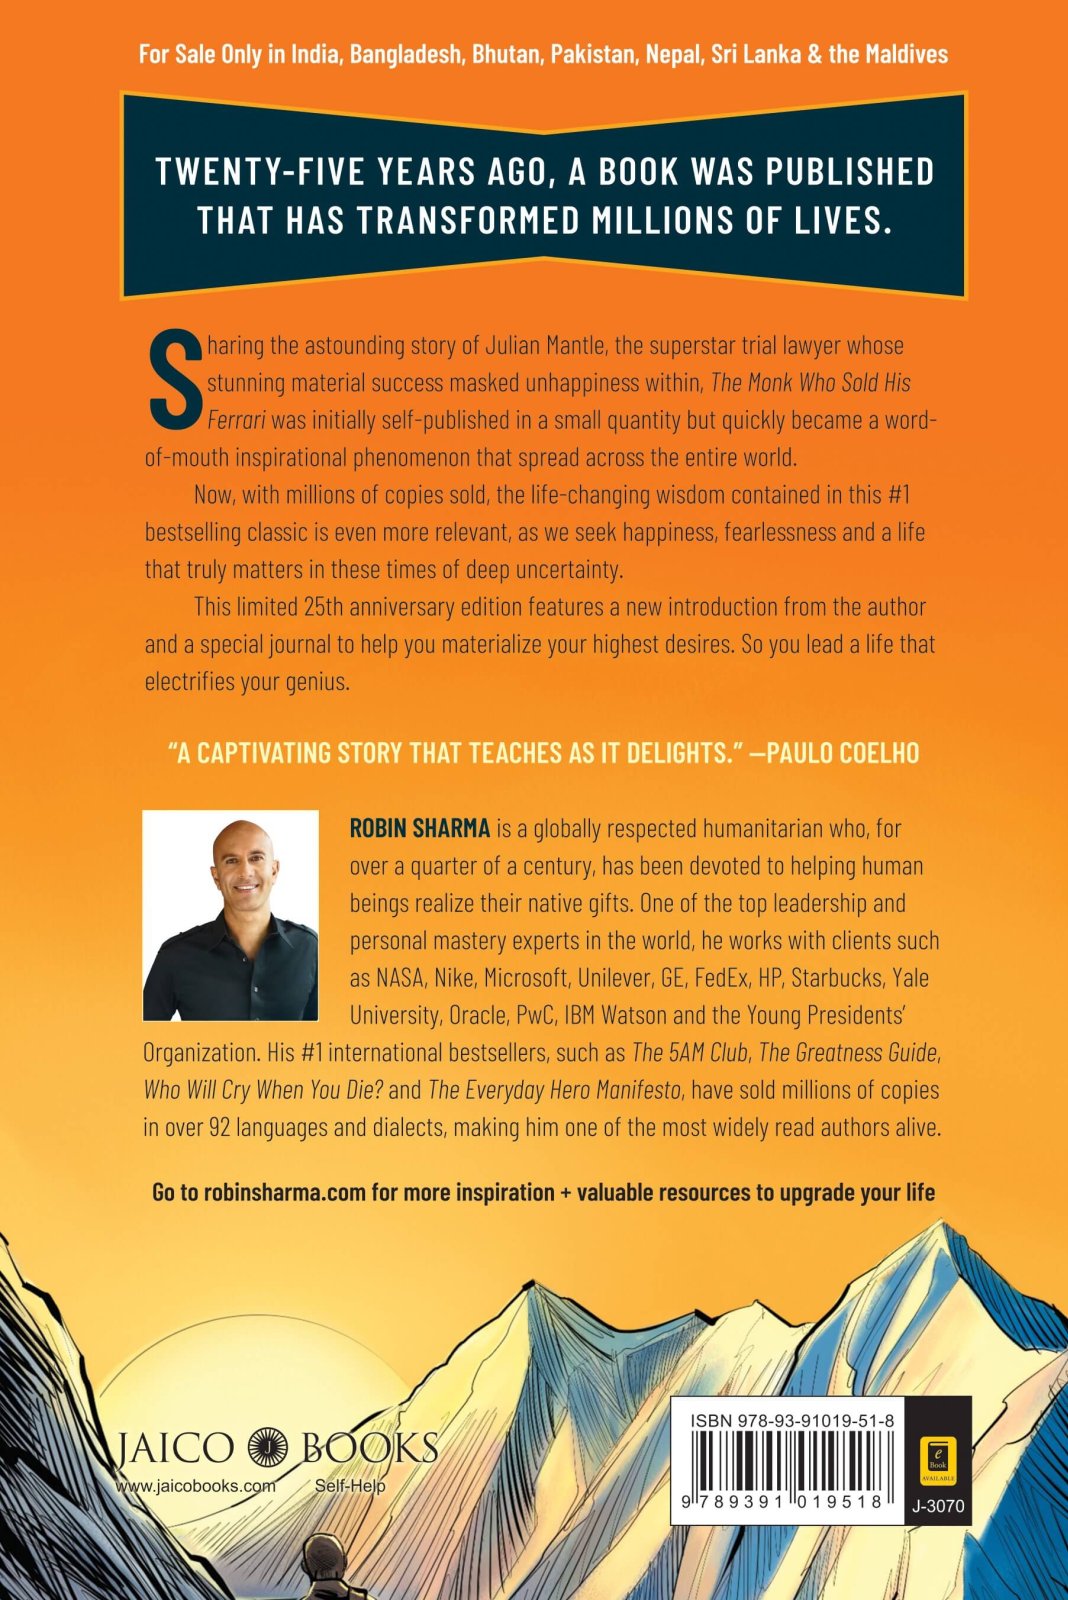 For Sale Only in India, Bangladesh, Bhutan, Pakistan, Nepal, Sri Lanka & the Maldives
TWENTY-FIVE YEARS AGO, A BOOK WAS PUBLISHED
THAT HAS TRANSFORMED MILLIONS OF LIVES.
Sharing the astounding story of Julian Mantle, the superstar trial lawyer whose
stunning material success masked unhappiness within, The Monk Who Sold His
Ferrari was initially self-published in a small quantity but quickly became a word-
of-mouth inspirational phenomenon that spread across the entire world.
Now, with millions of copies sold, the life-changing wisdom contained in this #1
bestselling classic is even more relevant, as we seek happiness, fearlessness and a life
that truly matters in these times of deep uncertainty.
This limited 25th anniversary edition features a new introduction from the author
and a special journal to help you materialize your highest desires. So you lead a life that
electrifies your genius.
“A CAPTIVATING STORY THAT TEACHES AS IT DELIGHTS.” —PAULO COELHO
ROBIN SHARMA is a globally respected humanitarian who, for
over a quarter of a century, has been devoted to helping human
beings realize their native gifts. One of the top leadership and
personal mastery experts in the world, he works with clients such
as NASA, Nike, Microsoft, Unilever, GE, FedEx, HP, Starbucks, Yale
University, Oracle, PwC, IBM Watson and the Young Presidents’
Organization. His #1 international bestsellers, such as The 5AM Club, The Greatness Guide,
Who Will Cry When You Die? and The Everyday Hero Manifesto, have sold millions of copies
in over 92 languages and dialects, making him one of the most widely read authors alive.
Go to robinsharma.com for more inspiration + valuable resources to upgrade your life
JAICO J BOOKS
www.jaicobooks.com Self-Help
ISBN 978-93-91019-51-8
9 789391 019518
e
Book
AVAILABLE
J-3070